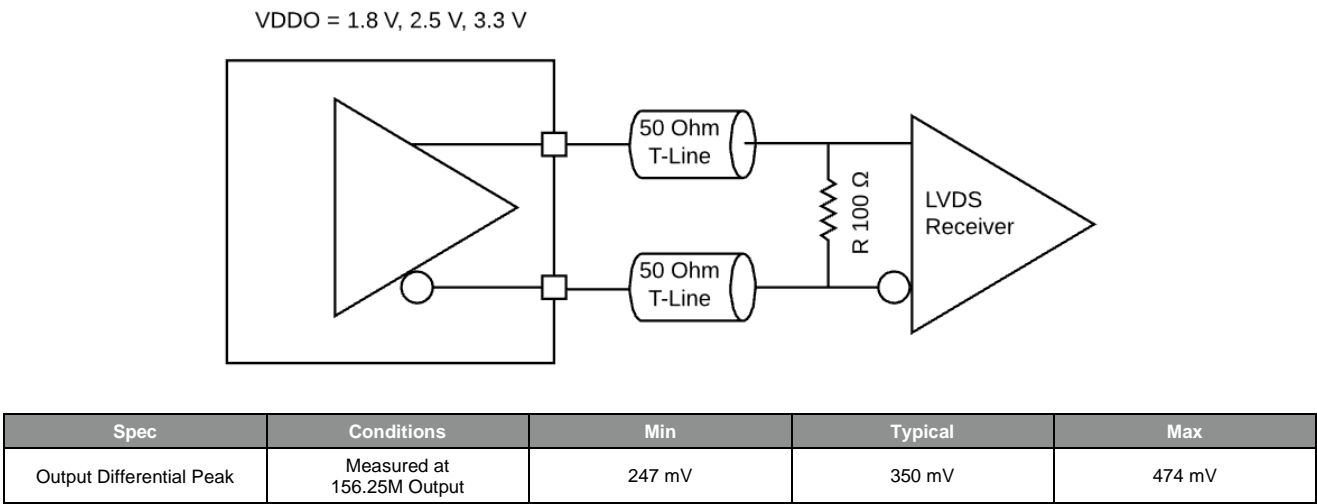 VDDO = 1.8 V, 2.5 V, 3.3 V
50 Ohm
T-Line
R 100 Ω
LVDS
Receiver
50 Ohm
T-Line
Spec Conditions Min Typical Max
Output Differential Peak Measured at 156.25M Output 247 mV 350 mV 474 mV